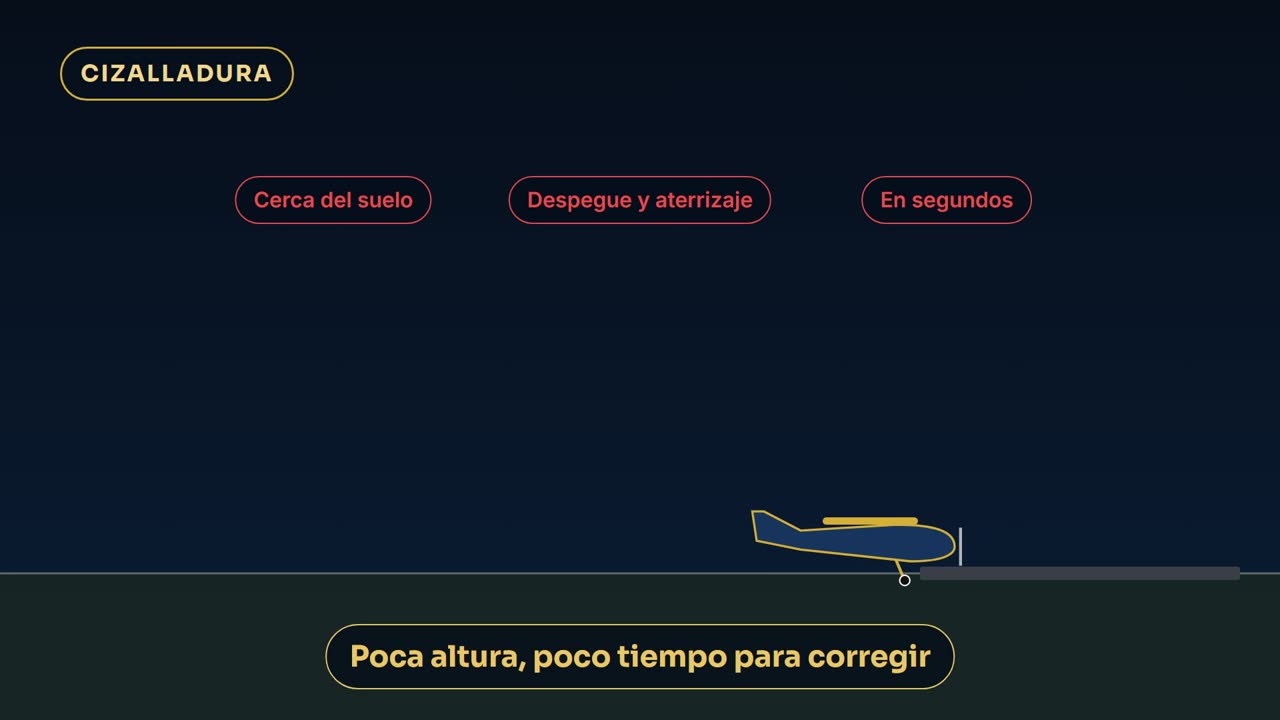 CIZALLADURA
Cerca del suelo
Despegue y aterrizaje
En segundos
Poca altura, poco tiempo para corregir